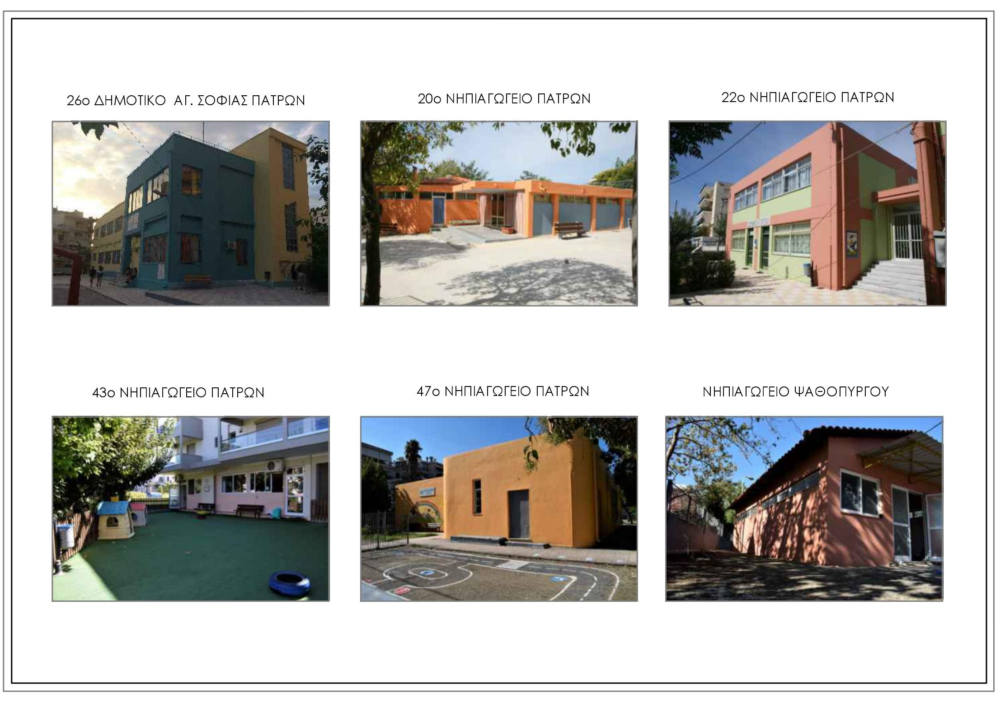 26ο ΔΗΜΟΤΙΚΟ ΑΓ. ΣΟΦΙΑΣ ΠΑΤΡΩΝ
20ο ΝΗΠΙΑΓΩΓΕΙΟ ΠΑΤΡΩΝ
22ο ΝΗΠΙΑΓΩΓΕΙΟ ΠΑΤΡΩΝ
43ο ΝΗΠΙΑΓΩΓΕΙΟ ΠΑΤΡΩΝ
47ο ΝΗΠΙΑΓΩΓΕΙΟ ΠΑΤΡΩΝ
ΝΗΠΙΑΓΩΓΕΙΟ ΨΑΘΟΠΥΡΓΟΥ